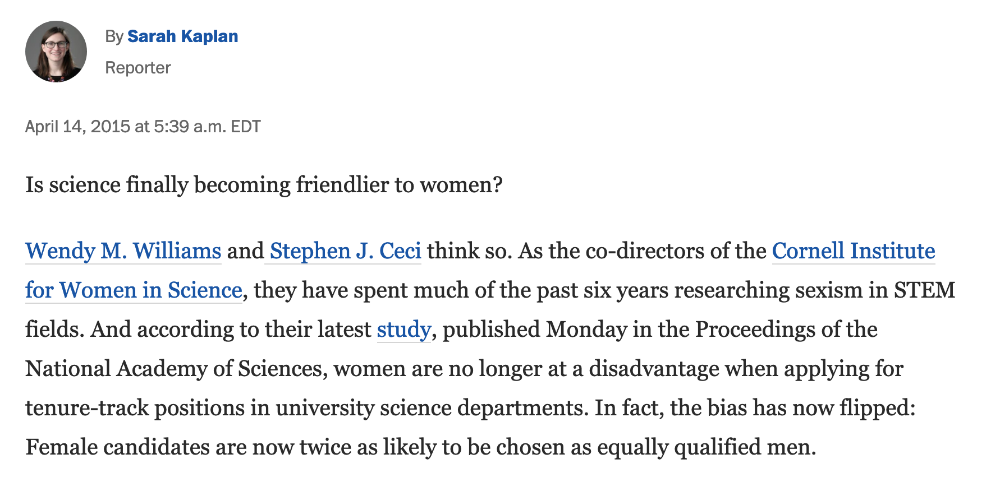 By Sarah Kaplan
Reporter
April 14, 2015 at 5:39 a.m. EDT
Is science finally becoming friendlier to women?
Wendy M. Williams and Stephen J. Ceci think so. As the co-directors of the Cornell Institute
for Women in Science, they have spent much of the past six years researching sexism in STEM
fields. And according to their latest study, published Monday in the Proceedings of the
National Academy of Sciences, women are no longer at a disadvantage when applying for
tenure-track positions in university science departments. In fact, the bias has now flipped:
Female candidates are now twice as likely to be chosen as equally qualified men.